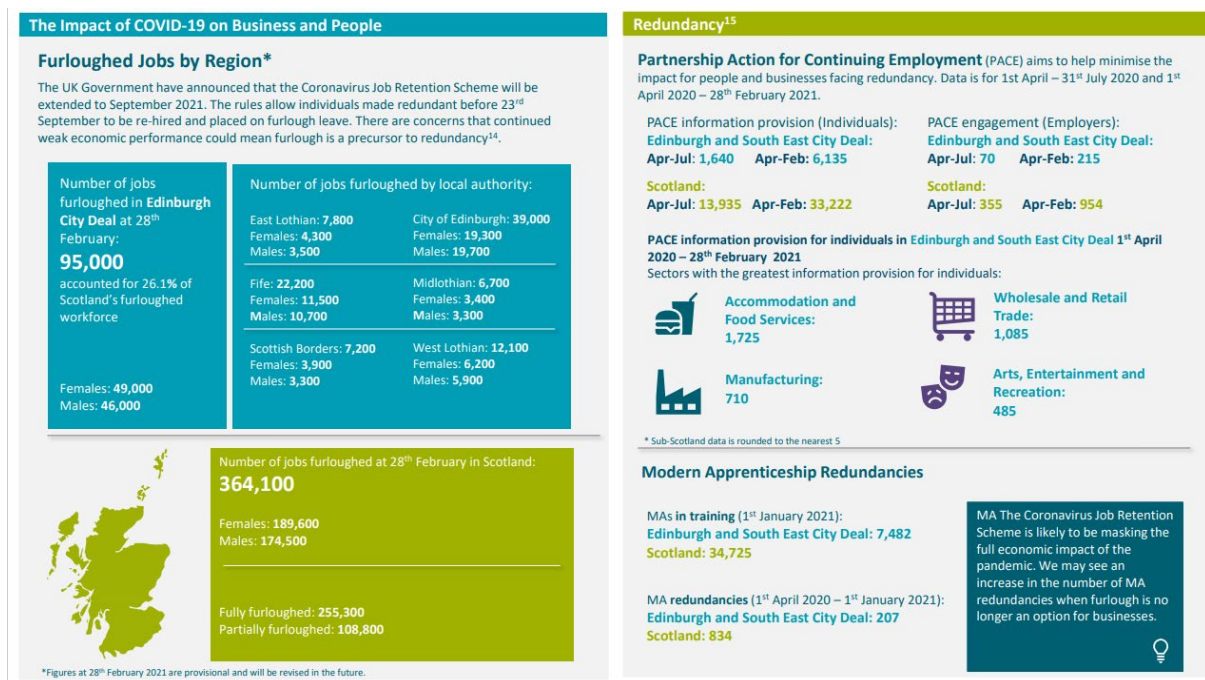 The Impact of COVID-19 on Business and People
Furloughed Jobs by Region*
The UK Government have announced that the Coronavirus Job Retention Scheme will be
extended to September 2021. The rules allow individuals made redundant before 23rd
September to be re-hired and placed on furlough leave. There are concerns that continued
weak economic performance could mean furlough is a precursor to redundancy14.
Number of jobs
furloughed in Edinburgh
City Deal at 28th
February:
95,000
accounted for 26.1% of
Scotland's furloughed
workforce
Females: 49,000
Males: 46,000
Number of jobs furloughed by local authority:
East Lothian: 7,800
Females: 4,300
Males: 3,500
City of Edinburgh: 39,000
Females: 19,300
Males: 19,700
Fife: 22,200
Females: 11,500
Males: 10,700
Midlothian: 6,700
Females: 3,400
Males: 3,300
Scottish Borders: 7,200
Females: 3,900
Males: 3,300
West Lothian: 12,100
Females: 6,200
Males: 5,900
Number of jobs furloughed at 28th February in Scotland:
364,100
Females: 189,600
Males: 174,500
Fully furloughed: 255,300
Partially furloughed: 108,800
*Figures at 28th February 2021 are provisional and will be revised in the future.
Redundancy15
Partnership Action for Continuing Employment (PACE) aims to help minimise the
impact for people and businesses facing redundancy. Data is for 1st April – 31st July 2020 and 1st
April 2020 – 28th February 2021.
PACE information provision (Individuals):
Edinburgh and South East City Deal:
Apr-Jul: 1,640 Apr-Feb: 6,135
Scotland:
Apr-Jul: 13,935 Apr-Feb: 33,222
PACE engagement (Employers):
Edinburgh and South East City Deal:
Apr-Jul: 70 Apr-Feb: 215
Scotland:
Apr-Jul: 355 Apr-Feb: 954
PACE information provision for individuals in Edinburgh and South East City Deal 1st April
2020 – 28th February 2021
Sectors with the greatest information provision for individuals:
Accommodation and
Food Services:
1,725
Wholesale and Retail
Trade:
1,085
Manufacturing:
710
Arts, Entertainment and
Recreation:
485
* Sub-Scotland data is rounded to the nearest 5
Modern Apprenticeship Redundancies
MAs in training (1st January 2021):
Edinburgh and South East City Deal: 7,482
Scotland: 34,725
MA redundancies (1st April 2020 – 1st January 2021):
Edinburgh and South East City Deal: 207
Scotland: 834
MA The Coronavirus Job Retention
Scheme is likely to be masking the
full economic impact of the
pandemic. We may see an
increase in the number of MA
redundancies when furlough is no
longer an option for businesses.